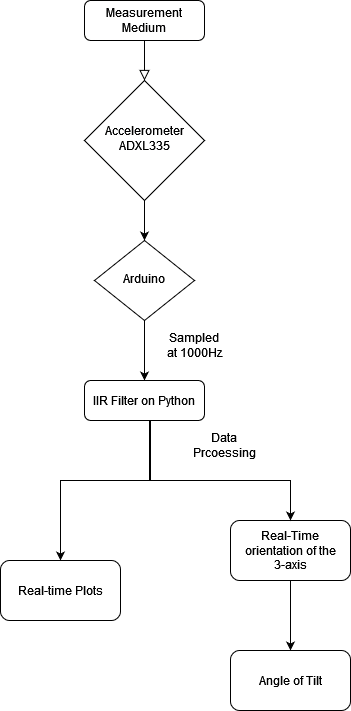 Measurement
Medium
Accelerometer
ADXL335
Arduino
Sampled
at 1000Hz
IIR Filter on Python
Data
Prcoessing
Real-Time
orientation of the
3-axis
Real-time Plots
Angle of Tilt